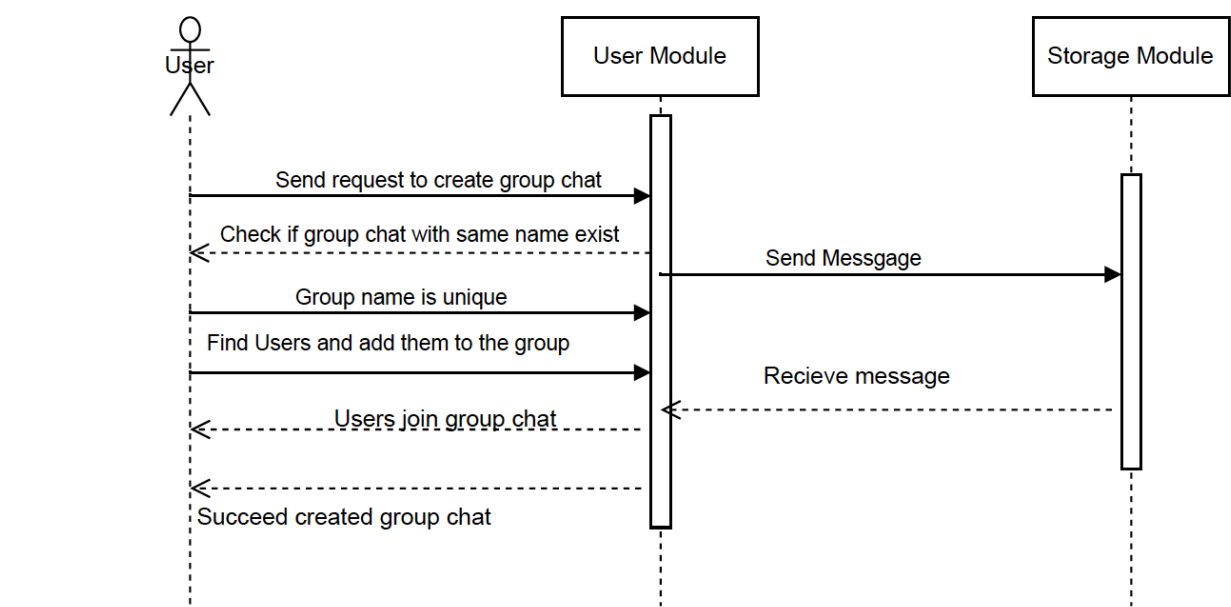 User
User Module
Storage Module
Send request to create group chat
Check if group chat with same name exist
Send Messgage
Group name is unique
Find Users and add them to the group
Recieve message
Users join group chat
Succeed created group chat